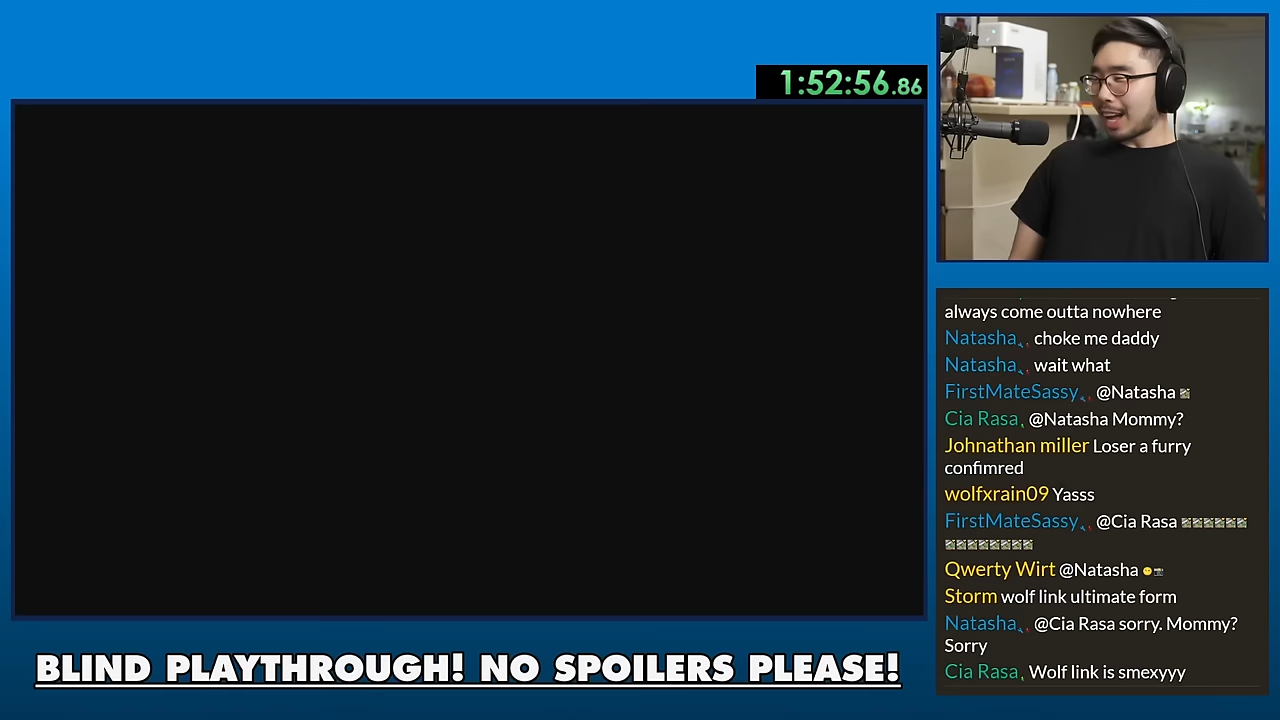 1:52:56.86
always come outta nowhere
Natasha choke me daddy
Natasha wait what
FirstMateSassy @Natasha
Cia Rasa @Natasha Mommy?
Johnathan miller Loser a furry
confimred
wolfxrain09 Yasss
FirstMateSassy @Cia Rasa
Qwerty Wirt @Natasha
Storm wolf link ultimate form
Natasha @Cia Rasa sorry. Mommy?
Sorry
Cia Rasa Wolf link is smexyyy
BLIND PLAYTHROUGH! NO SPOILERS PLEASE!